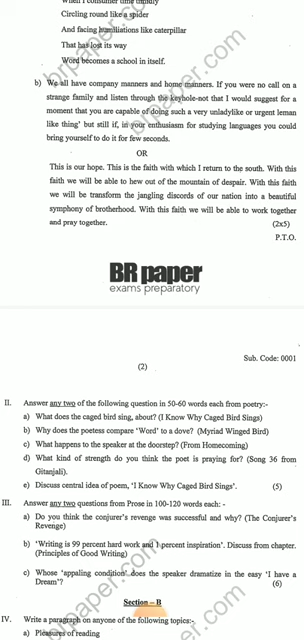 When I consumer time timidly
Circling round like a spider
And facing humiliations like caterpillar
That has lost its way
Word becomes a school in itself.
b) We all have company manners and home manners. If you were no call on a
strange family and listen through the keyhole-not that I would suggest for a
moment that you are capable of doing such a very unladylike or urgent leman
like thing' but still if, in your enthusiasm for studying languages you could
bring yourself to do it for few seconds.
OR
This is our hope. This is the faith with which I return to the south. With this
faith we will be able to hew out of the mountain of despair. With this faith
we will be transform the jangling discords of our nation into a beautiful
symphony of brotherhood. With this faith we will be able to work together
and pray together. (2x5)
P.T.O.
BR paper
exams preparatory
Sub. Code: 0001
(2)
II. Answer any two of the following question in 50-60 words each from poetry:-
a) What does the caged bird sing, about? (I Know Why Caged Bird Sings)
b) Why does the poetess compare 'Word' to a dove? (Myriad Winged Bird)
c) What happens to the speaker at the doorstep? (From Homecoming)
d) What kind of strength do you think the poet is praying for? (Song 36 from
Gitanjali).
e) Discuss central idea of poem, 'I Know Why Caged Bird Sings'. (5)
III. Answer any two questions from Prose in 100-120 words each: -
a) Do you think the conjurer's revenge was successful and why? (The Conjurer's
Revenge)
b) 'Writing is 99 percent hard work and 1 percent inspiration'. Discuss from chapter.
(Principles of Good Writing)
c) Whose 'appaling condition' does the speaker dramatize in the easy 'I have a
Dream'? (6)
Section – B
IV. Write a paragraph on anyone of the following topics:-
a) Pleasures of reading
brpaper.com